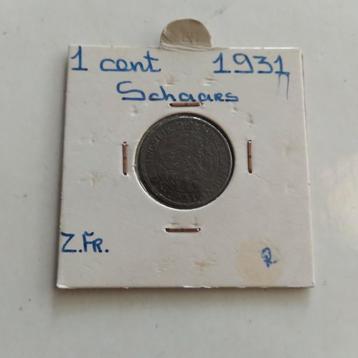 1 cent 1931
Schaars
Z.FR.
R